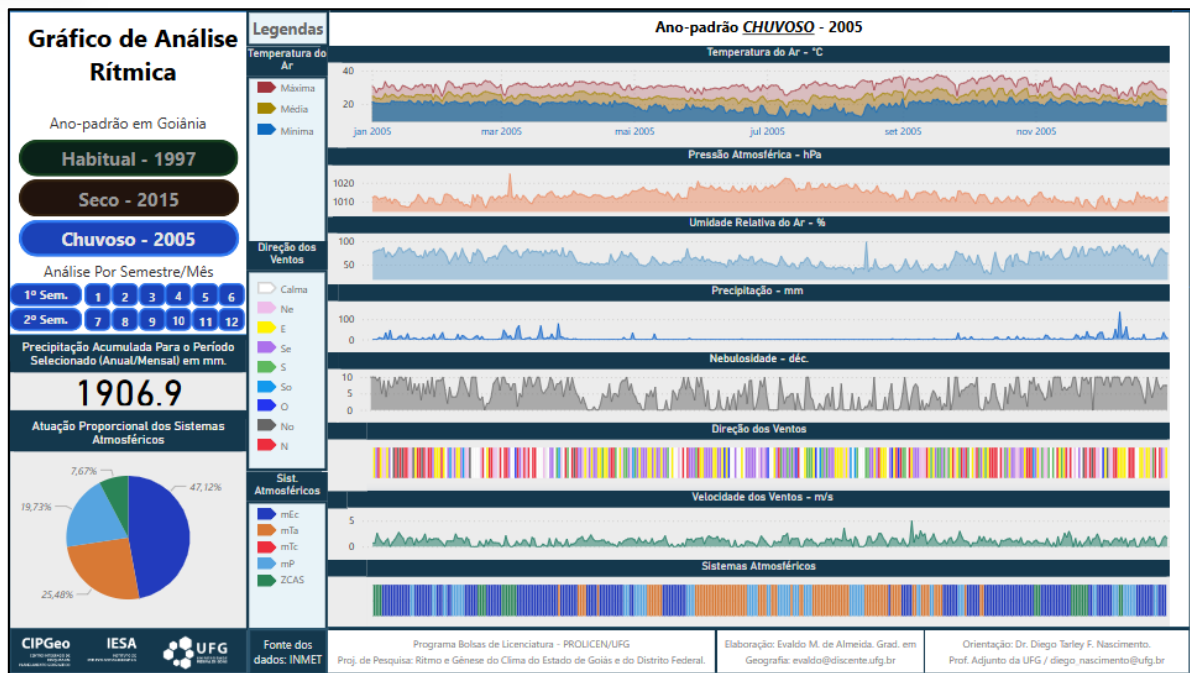 Gráfico de Análise
Rítmica
Ano-padrão em Goiânia
Habitual - 1997
Seco - 2015
Chuvoso - 2005
Análise Por Semestre/Mês
1º Sem. 1 2 3 4 5 6
2º Sem. 7 8 9 10 11 12
Precipitação Acumulada Para o Período
Selecionado (Anual/Mensal) em mm.
1906.9
Atuação Proporcional dos Sistemas
Atmosféricos
7,67%
47,12%
19,73%
25,48%
CIPGeo
IESA
UFG
Legendas
Temperatura do
Ar
Máxima
Média
Mínima
Direção dos
Ventos
Calma
Ne
E
Se
S
So
O
No
N
Sist.
Atmosféricos
mEc
mTa
mTc
mP
ZCAS
Fonte dos
dados: INMET
Ano-padrão CHUVOSO - 2005
Temperatura do Ar - °C
40
20
jan 2005 mar 2005 mai 2005 jul 2005 set 2005 nov 2005
Pressão Atmosférica - hPa
1020
1010
Umidade Relativa do Ar - %
100
50
Precipitação - mm
100
0
Nebulosidade - déc.
10
5
0
Direção dos Ventos
Velocidade dos Ventos - m/s
5
0
Sistemas Atmosféricos
Programa Bolsas de Licenciatura - PROLICEN/UFG
Proj. de Pesquisa: Ritmo e Gênese do Clima do Estado de Goiás e do Distrito Federal.
Elaboração: Evaldo M. de Almeida. Grad. em
Geografia: evaldo@discente.ufg.br
Orientação: Dr. Diego Tarley F. Nascimento.
Prof. Adjunto da UFG / diego_nascimento@ufg.br